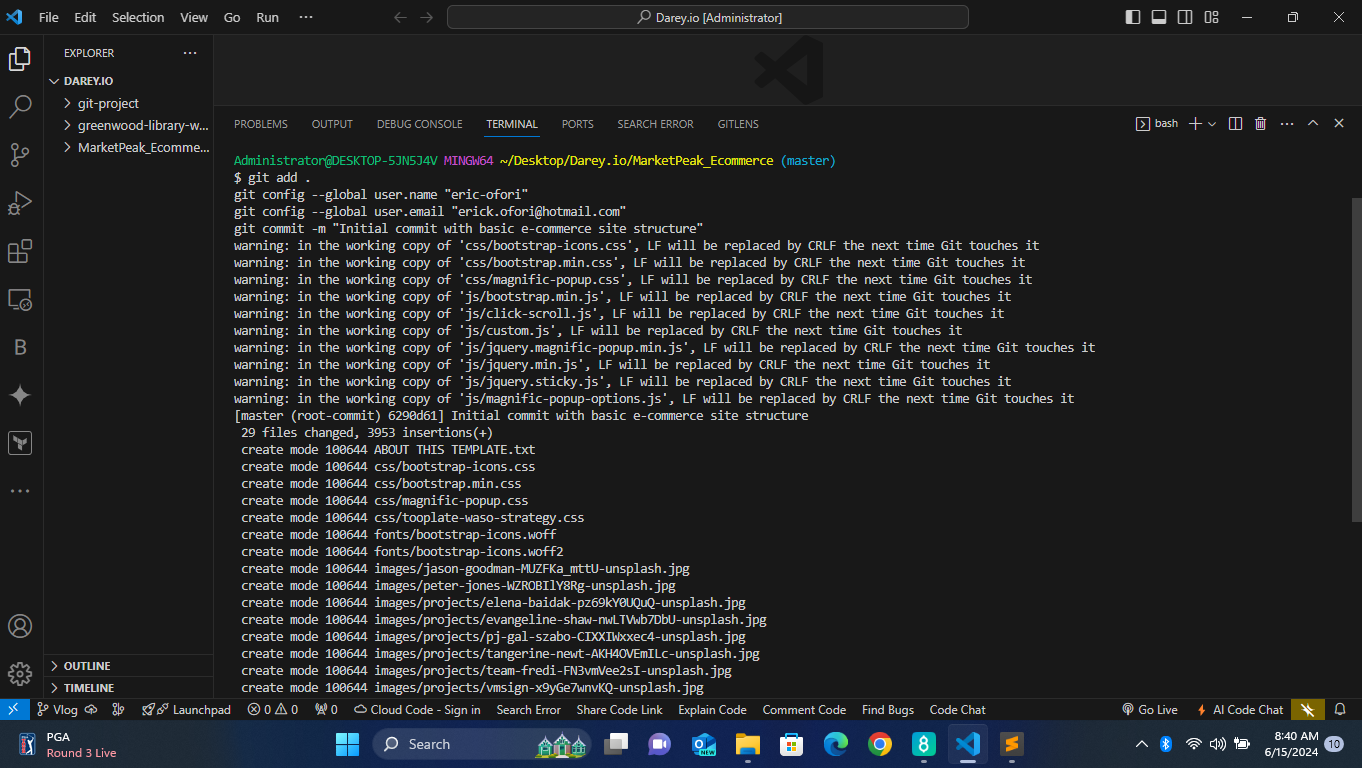 File Edit Selection View Go Run ···
Darey.io [Administrator]
EXPLORER ···
DAREY.IO
git-project
greenwood-library-w...
MarketPeak_Ecomme...
OUTLINE
TIMELINE
PROBLEMS OUTPUT DEBUG CONSOLE TERMINAL PORTS SEARCH ERROR GITLENS
bash
Administrator@DESKTOP-5JN5J4V MINGW64 ~/Desktop/Darey.io/MarketPeak_Ecommerce (master)
$ git add .
git config --global user.name "eric-ofori"
git config --global user.email "erick.ofori@hotmail.com"
git commit -m "Initial commit with basic e-commerce site structure"
warning: in the working copy of 'css/bootstrap-icons.css', LF will be replaced by CRLF the next time Git touches it
warning: in the working copy of 'css/bootstrap.min.css', LF will be replaced by CRLF the next time Git touches it
warning: in the working copy of 'css/magnific-popup.css', LF will be replaced by CRLF the next time Git touches it
warning: in the working copy of 'js/bootstrap.min.js', LF will be replaced by CRLF the next time Git touches it
warning: in the working copy of 'js/click-scroll.js', LF will be replaced by CRLF the next time Git touches it
warning: in the working copy of 'js/custom.js', LF will be replaced by CRLF the next time Git touches it
warning: in the working copy of 'js/jquery.magnific-popup.min.js', LF will be replaced by CRLF the next time Git touches it
warning: in the working copy of 'js/jquery.min.js', LF will be replaced by CRLF the next time Git touches it
warning: in the working copy of 'js/jquery.sticky.js', LF will be replaced by CRLF the next time Git touches it
warning: in the working copy of 'js/magnific-popup-options.js', LF will be replaced by CRLF the next time Git touches it
[master (root-commit) 6290d61] Initial commit with basic e-commerce site structure
29 files changed, 3953 insertions(+)
create mode 100644 ABOUT THIS TEMPLATE.txt
create mode 100644 css/bootstrap-icons.css
create mode 100644 css/bootstrap.min.css
create mode 100644 css/magnific-popup.css
create mode 100644 css/tooplate-waso-strategy.css
create mode 100644 fonts/bootstrap-icons.woff
create mode 100644 fonts/bootstrap-icons.woff2
create mode 100644 images/jason-goodman-MUZFKa_mttU-unsplash.jpg
create mode 100644 images/peter-jones-WZROBIlY8Rg-unsplash.jpg
create mode 100644 images/projects/elena-baidak-pz69kY0UQuQ-unsplash.jpg
create mode 100644 images/projects/evangeline-shaw-nwLTVwb7DbU-unsplash.jpg
create mode 100644 images/projects/pj-gal-szabo-CIXXIWxxec4-unsplash.jpg
create mode 100644 images/projects/tangerine-newt-AKH4OVEmILc-unsplash.jpg
create mode 100644 images/projects/team-fredi-FN3vmVee2sI-unsplash.jpg
create mode 100644 images/projects/vmsign-x9yGe7wnvKQ-unsplash.jpg
Vlog Launchpad 0 0 0 Cloud Code - Sign in Search Error Share Code Link Explain Code Comment Code Find Bugs Code Chat Go Live AI Code Chat
PGA
Round 3 Live
Search
NEW
8:40 AM
6/15/2024
10